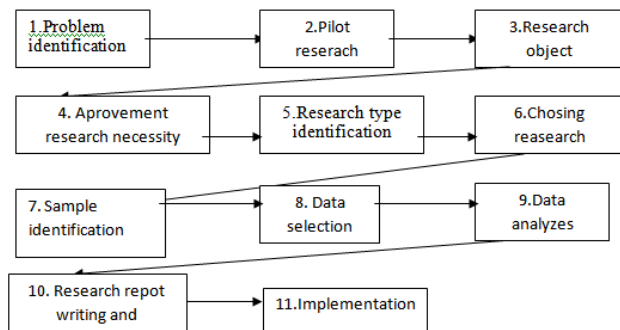 1.Problem
identification
2.Pilot
reserach
3.Research
object
4. Aprovement
research necessity
5.Research type
identification
6.Chosing
reasearch
7. Sample
identification
8. Data
selection
9.Data
analyzes
10. Research repot
writing and
11.Implementation